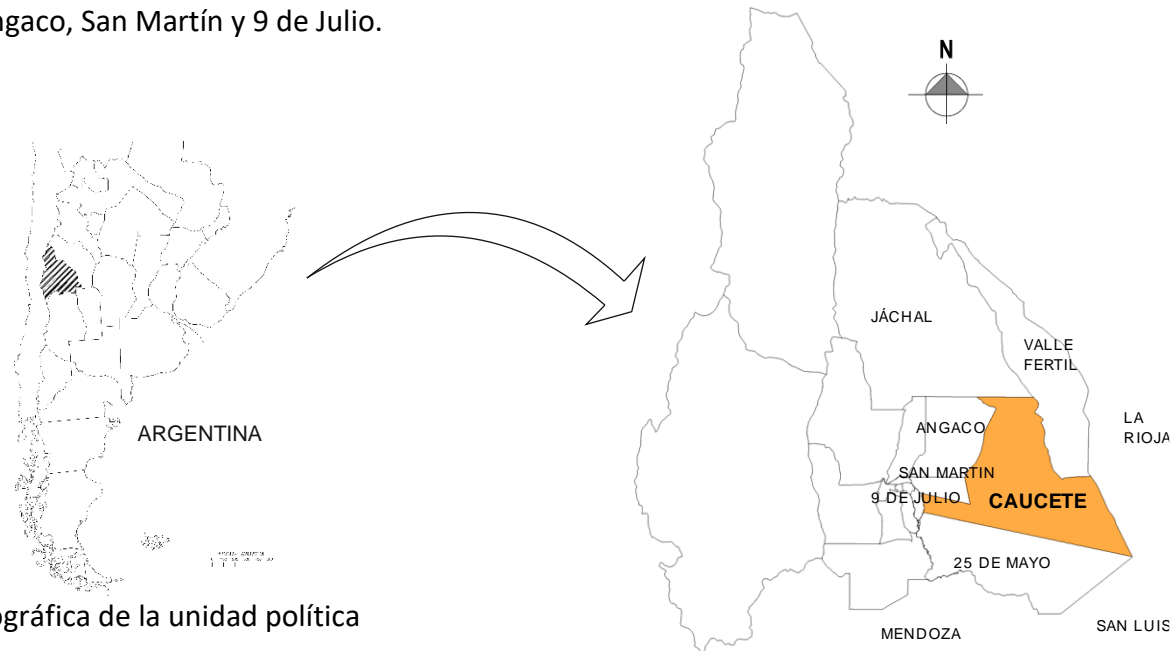 ngaco, San Martín y 9 de Julio.
N
JÁCHAL
VALLE
FERTIL
LA
RIOJA
ANGACO
SAN MARTIN
9 DE JULIO
CAUCETE
ARGENTINA
25 DE MAYO
ográfica de la unidad política
MENDOZA
SAN LUIS